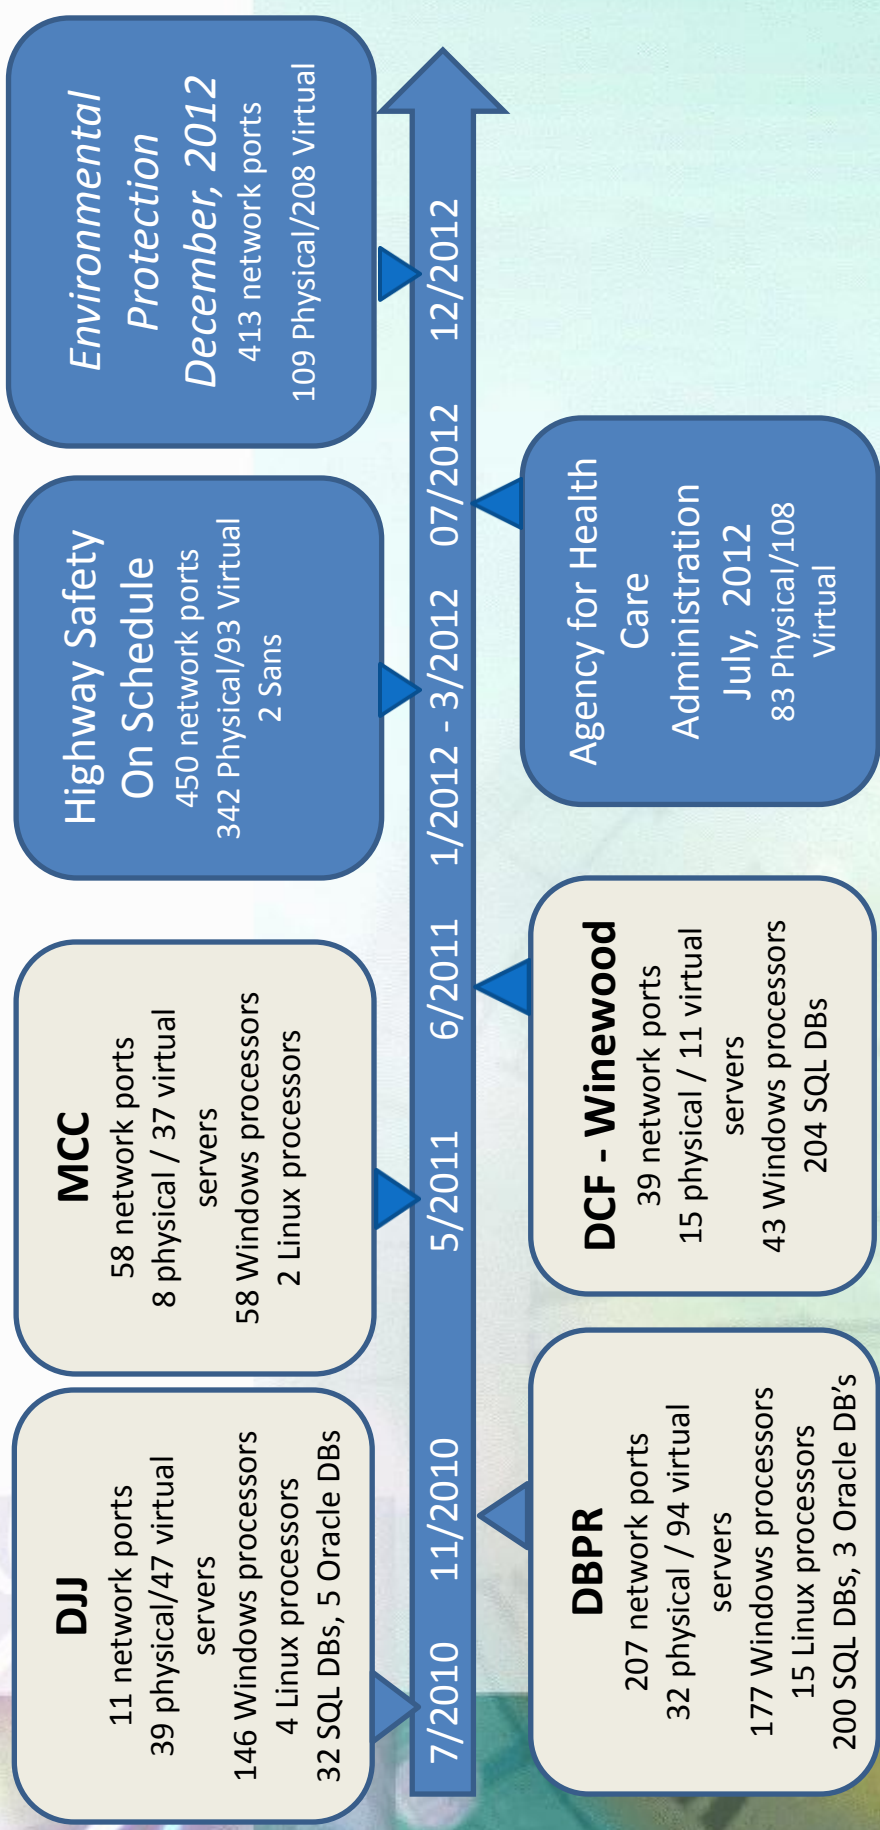 DJJ
11 network ports
39 physical/47 virtual
servers
146 Windows processors
4 Linux processors
32 SQL DBs, 5 Oracle DBs
MCC
58 network ports
8 physical / 37 virtual
servers
58 Windows processors
2 Linux processors
Highway Safety
On Schedule
450 network ports
342 Physical/93 Virtual
2 Sans
Environmental
Protection
December, 2012
413 network ports
109 Physical/208 Virtual
7/2010
11/2010
5/2011
6/2011
1/2012 - 3/2012
07/2012
12/2012
DBPR
207 network ports
32 physical / 94 virtual
servers
177 Windows processors
15 Linux processors
200 SQL DBs, 3 Oracle DB's
DCF - Winewood
39 network ports
15 physical / 11 virtual
servers
43 Windows processors
204 SQL DBs
Agency for Health
Care
Administration
July, 2012
83 Physical/108
Virtual